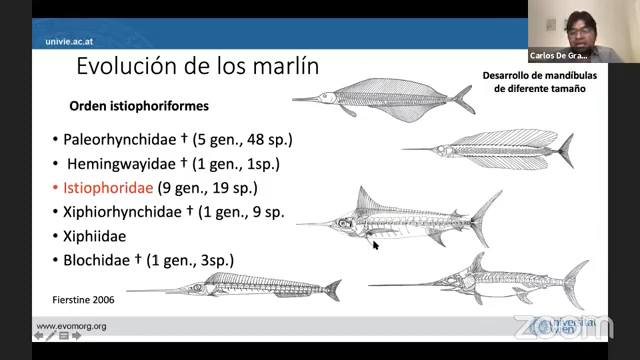 univie.ac.at
Carlos De Gra...
Evolución de los marlín
Desarrollo de mandíbulas
de diferente tamaño
Orden istiophoriformes
• Paleorhynchidae † (5 gen., 48 sp.)
• Hemingwayidae † (1 gen., 1sp.)
• Istiophoridae (9 gen., 19 sp.)
• Xiphiorhynchidae † (1 gen., 9 sp.
• Xiphiidae
• Blochidae † (1 gen., 3sp.)
Fierstine 2006
www.evomorg.org
universität
wien
zoom